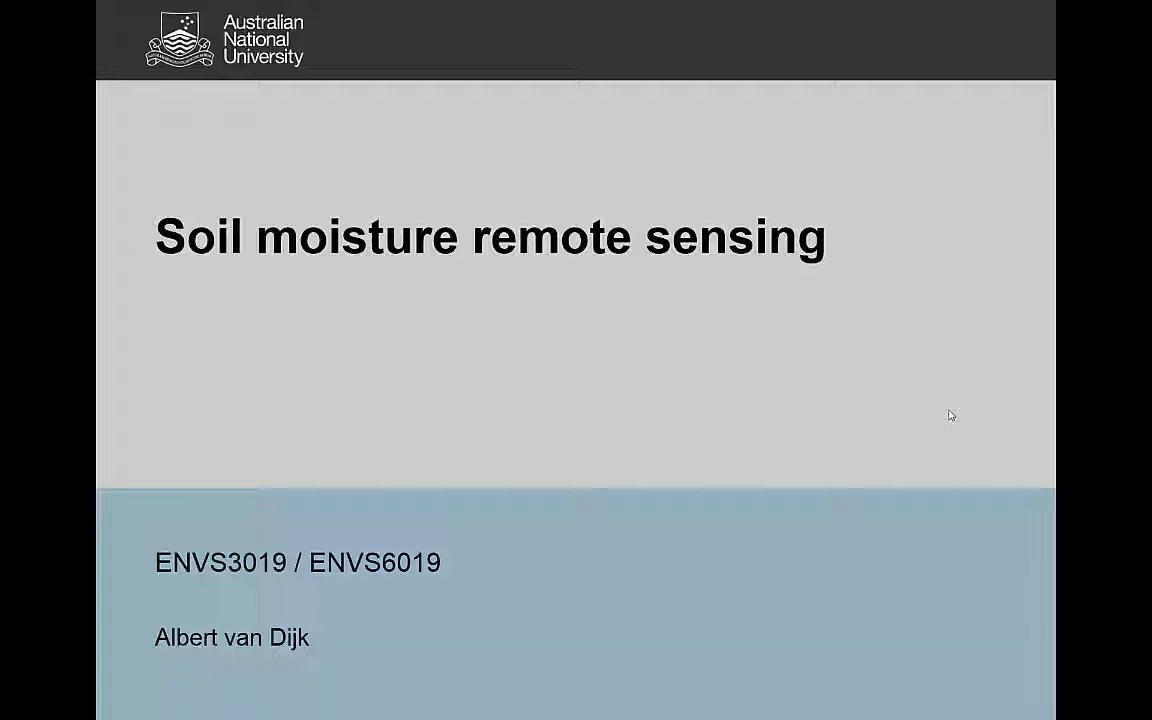 Australian
National
University
Soil moisture remote sensing
ENVS3019 / ENVS6019
Albert van Dijk